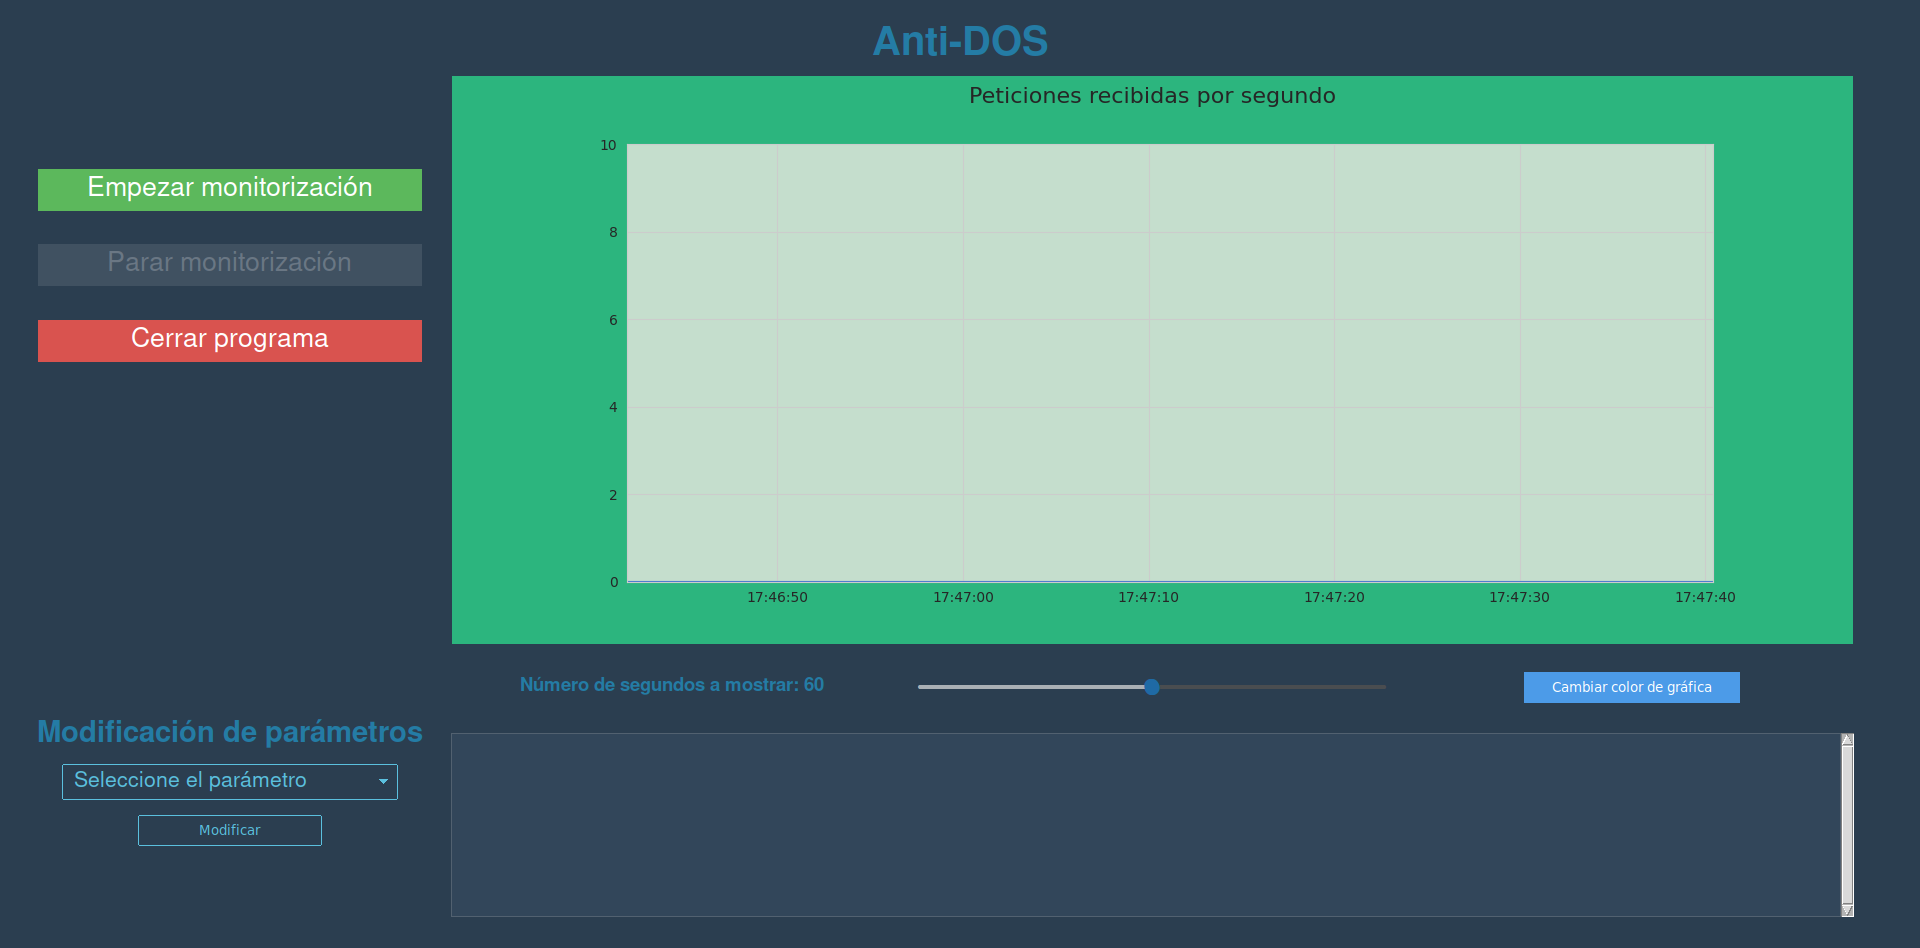 Anti-DOS
Empezar monitorización
Parar monitorización
Cerrar programa
Peticiones recibidas por segundo
10
8
6
4
2
0
17:46:50 17:47:00 17:47:10 17:47:20 17:47:30 17:47:40
Número de segundos a mostrar: 60
Cambiar color de gráfica
Modificación de parámetros
Seleccione el parámetro
Modificar